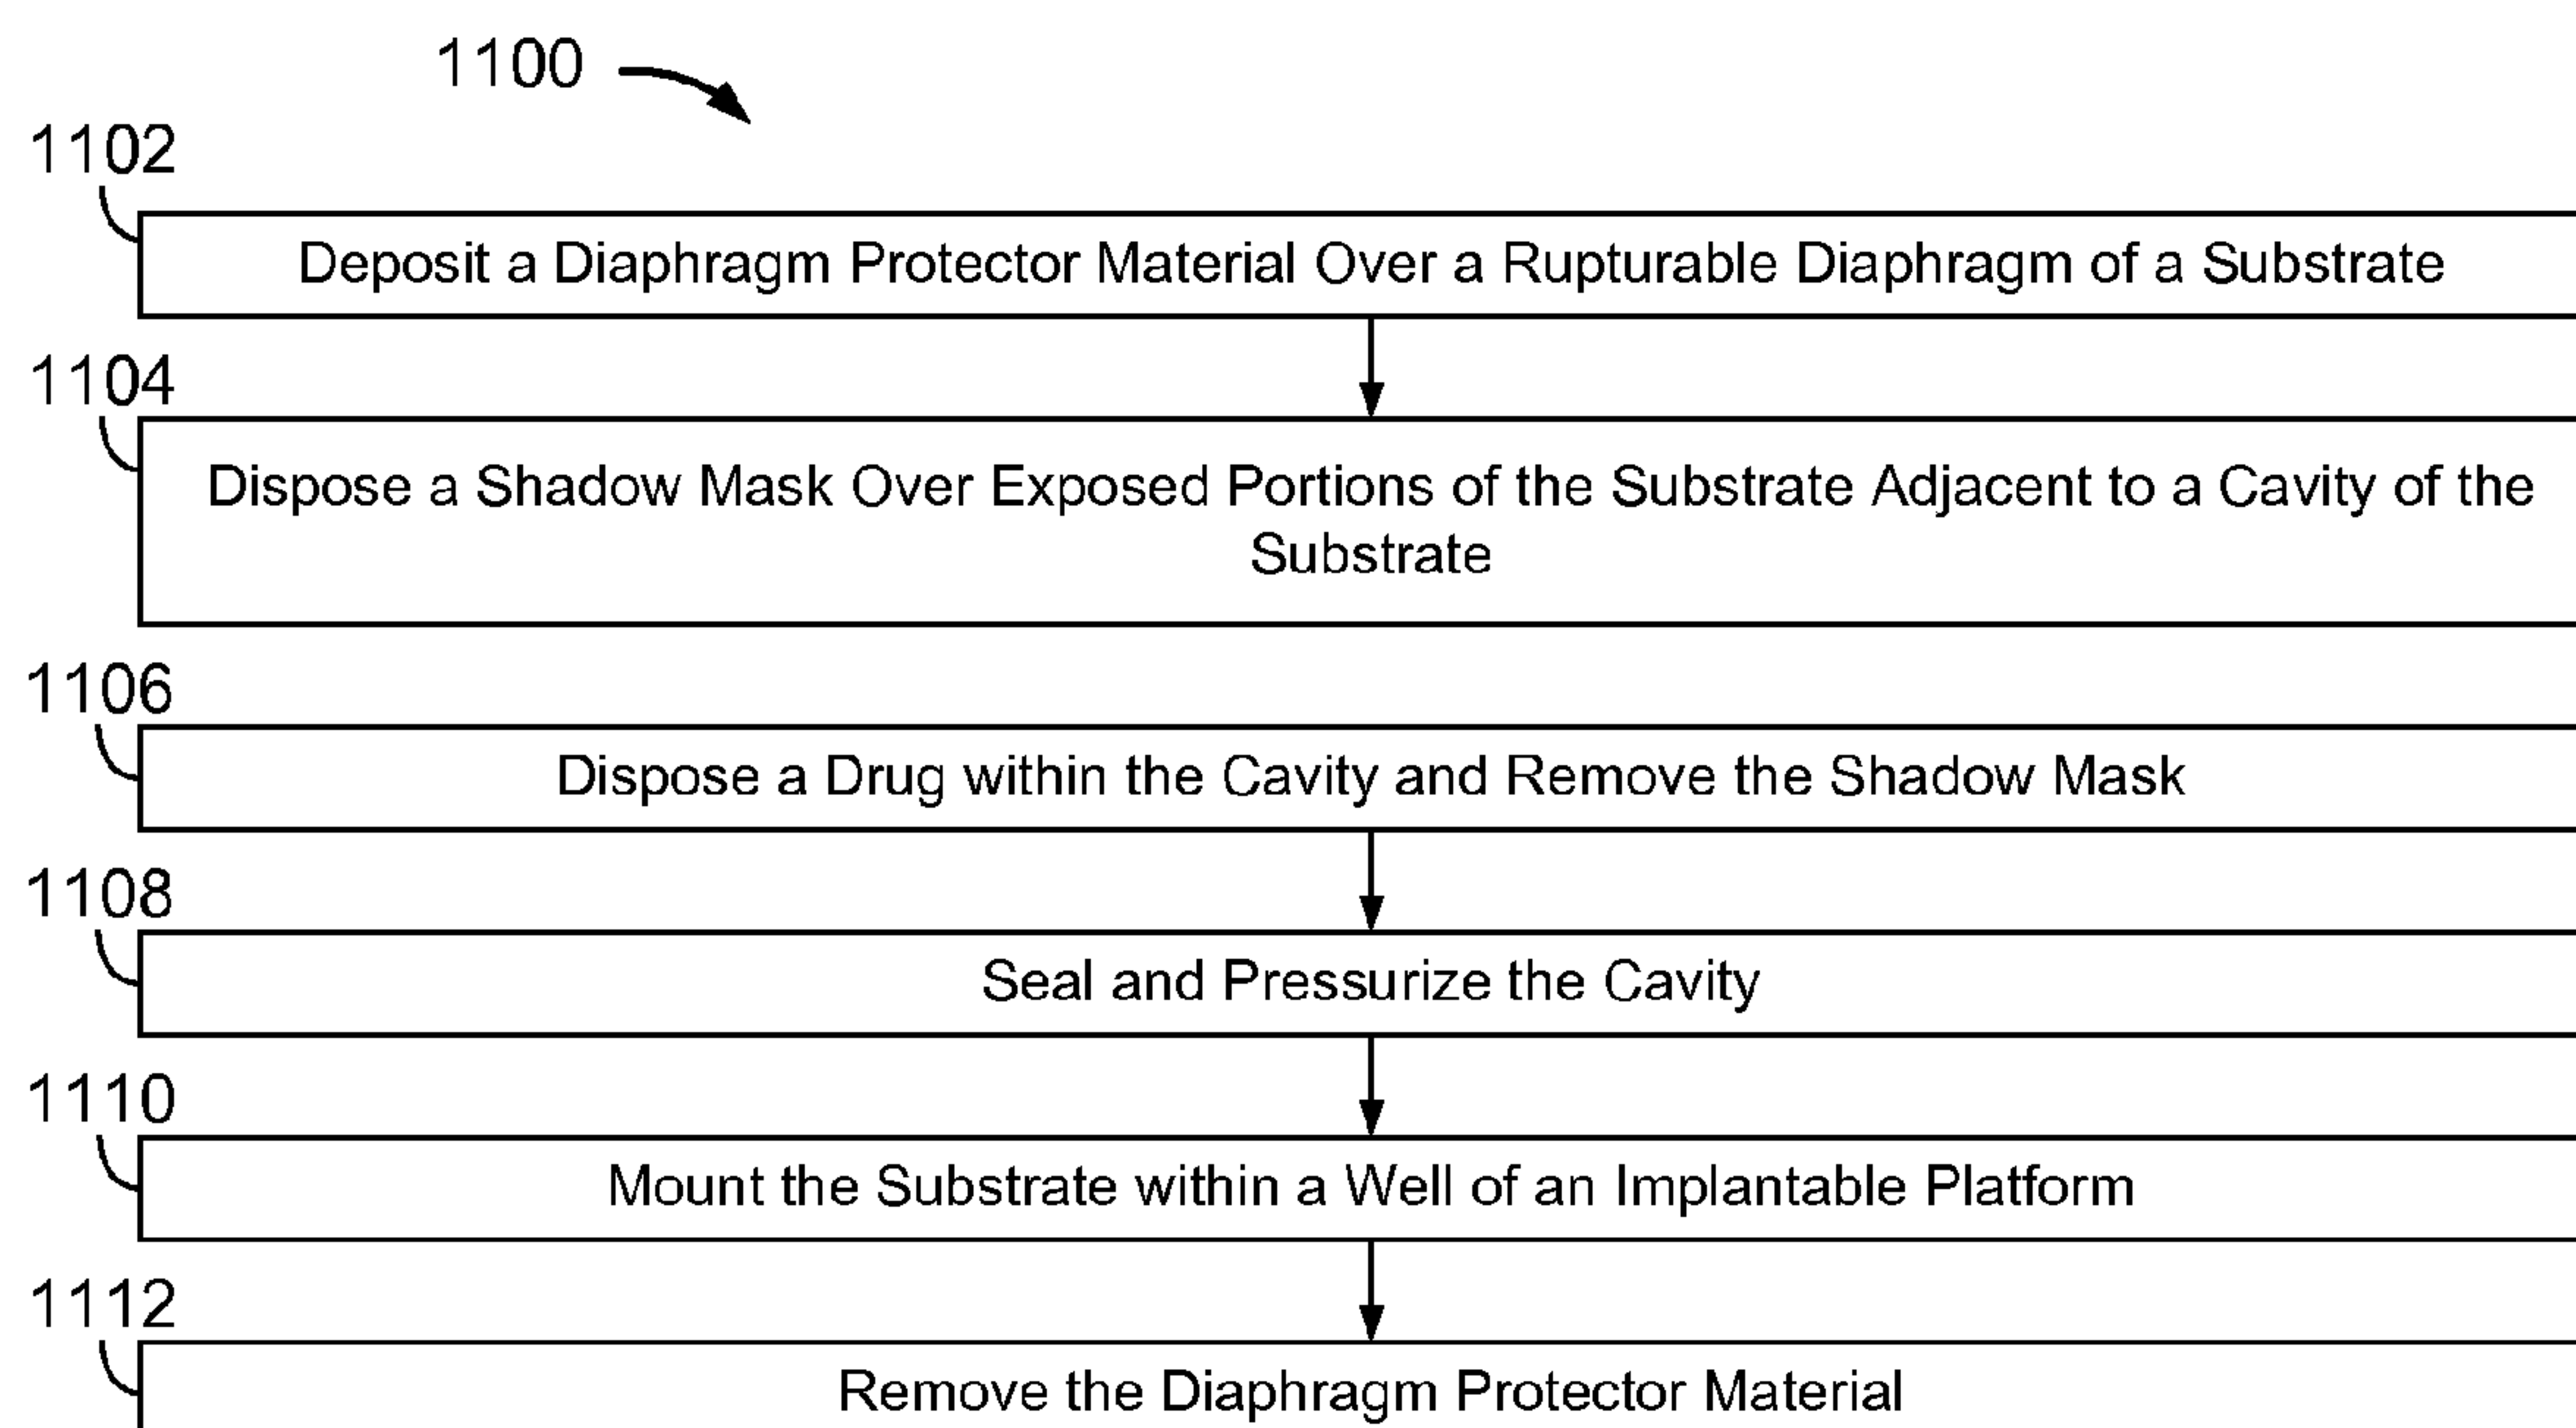 1100
1102
Deposit a Diaphragm Protector Material Over a Rupturable Diaphragm of a Substrate
1104
Dispose a Shadow Mask Over Exposed Portions of the Substrate Adjacent to a Cavity of the
Substrate
1106
Dispose a Drug within the Cavity and Remove the Shadow Mask
1108
Seal and Pressurize the Cavity
1110
Mount the Substrate within a Well of an Implantable Platform
1112
Remove the Diaphragm Protector Material